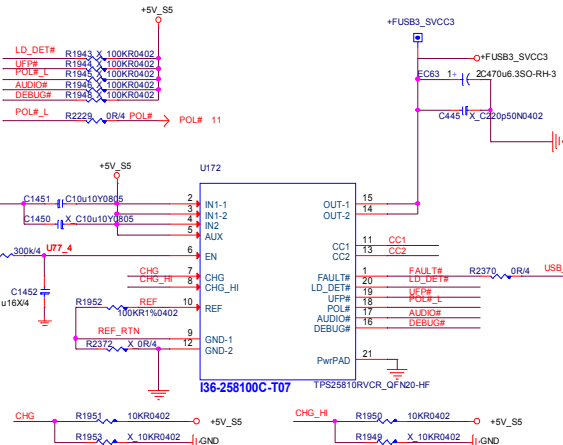 +5V_S5
LD_DET# R1943 X_100KR0402
UFP# R1944 X_100KR0402
POL#_L R1945 X_100KR0402
AUDIO# R1946 X_100KR0402
DEBUG# R1948 X_100KR0402
POL#_L R2229 0R/4 POL# POL# 11
+FUSB3_SVCC3
+FUSB3_SVCC3
EC63 1+ 2 C470u6.3SO-RH-3
C445 X_C220p50N0402
+5V_S5
C1451 C10u10Y0805
C1450 X_C10u10Y0805
300k/4 U77_4
C1452
u16X/4
CHG
CHG_HI
R1952 REF
100KR1%0402
REF_RTN
R2372 X_0R/4
U172
2 IN1-1 OUT-1 15
3 IN1-2 OUT-2 14
4 IN2
5 AUX
CC1 11 CC1
6 EN CC2 13 CC2
7 CHG FAULT# 1 FAULT# R2370 0R/4 USB_
8 CHG_HI LD_DET# 20 LD_DET#
UFP# 19 UFP#
10 REF POL# 18 POL#_L
AUDIO# 17 AUDIO#
DEBUG# 16 DEBUG#
9 GND-1
12 GND-2
PwrPAD 21
I36-258100C-T07 TPS25810RVCR_QFN20-HF
CHG R1951 10KR0402 +5V_S5
R1953 X_10KR0402 GND
CHG_HI R1950 10KR0402 +5V_S5
R1949 X_10KR0402 GND